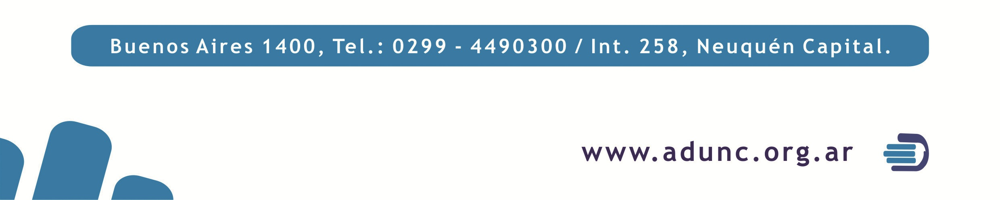 Buenos Aires 1400, Tel.: 0299 - 4490300 / Int. 258, Neuquén Capital.
www.adunc.org.ar